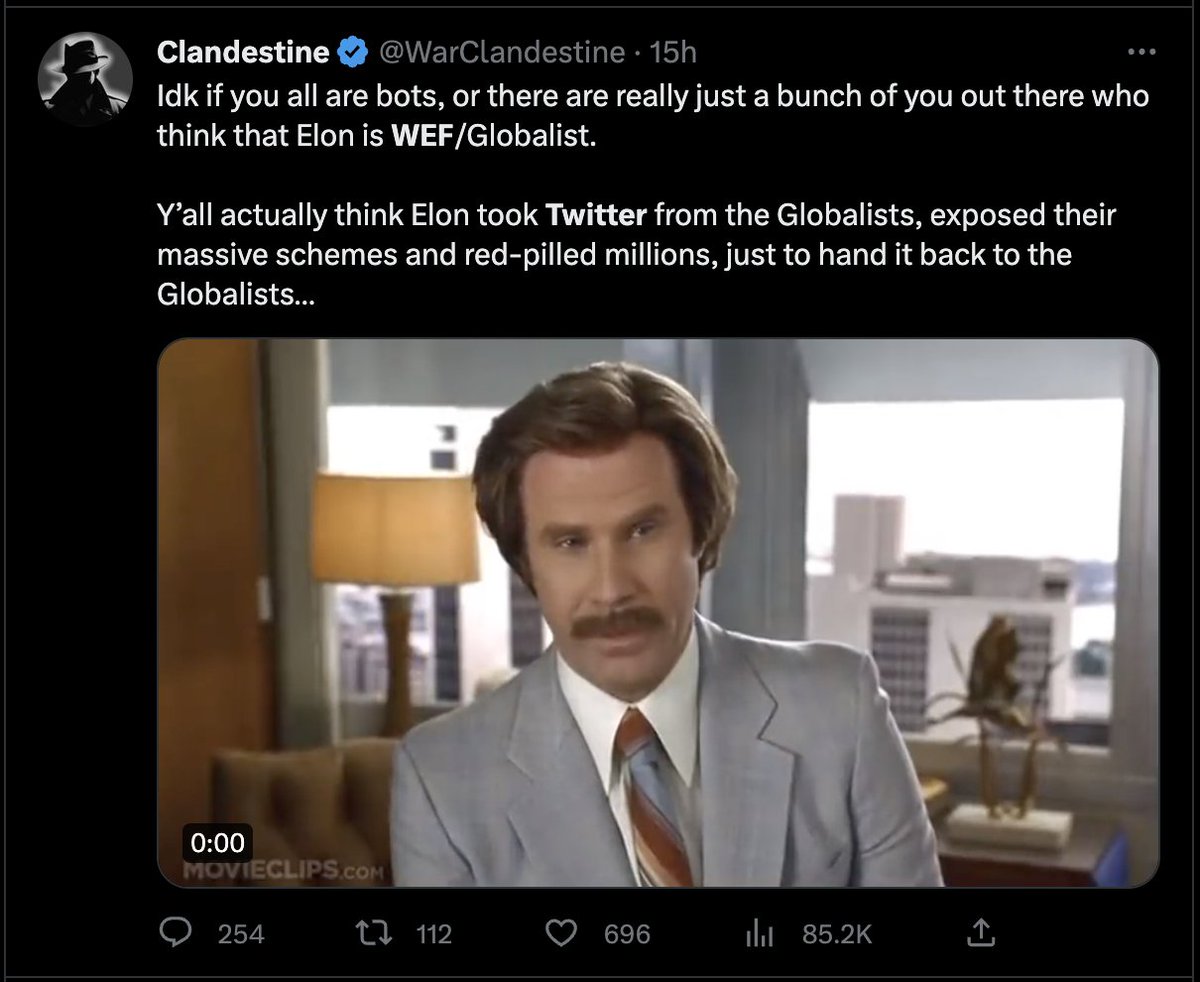 Clandestine @WarClandestine · 15h
Idk if you all are bots, or there are really just a bunch of you out there who
think that Elon is WEF/Globalist.
Y’all actually think Elon took Twitter from the Globalists, exposed their
massive schemes and red-pilled millions, just to hand it back to the
Globalists...
0:00
MOVIECLIPS.COM
254 112 696 85.2K